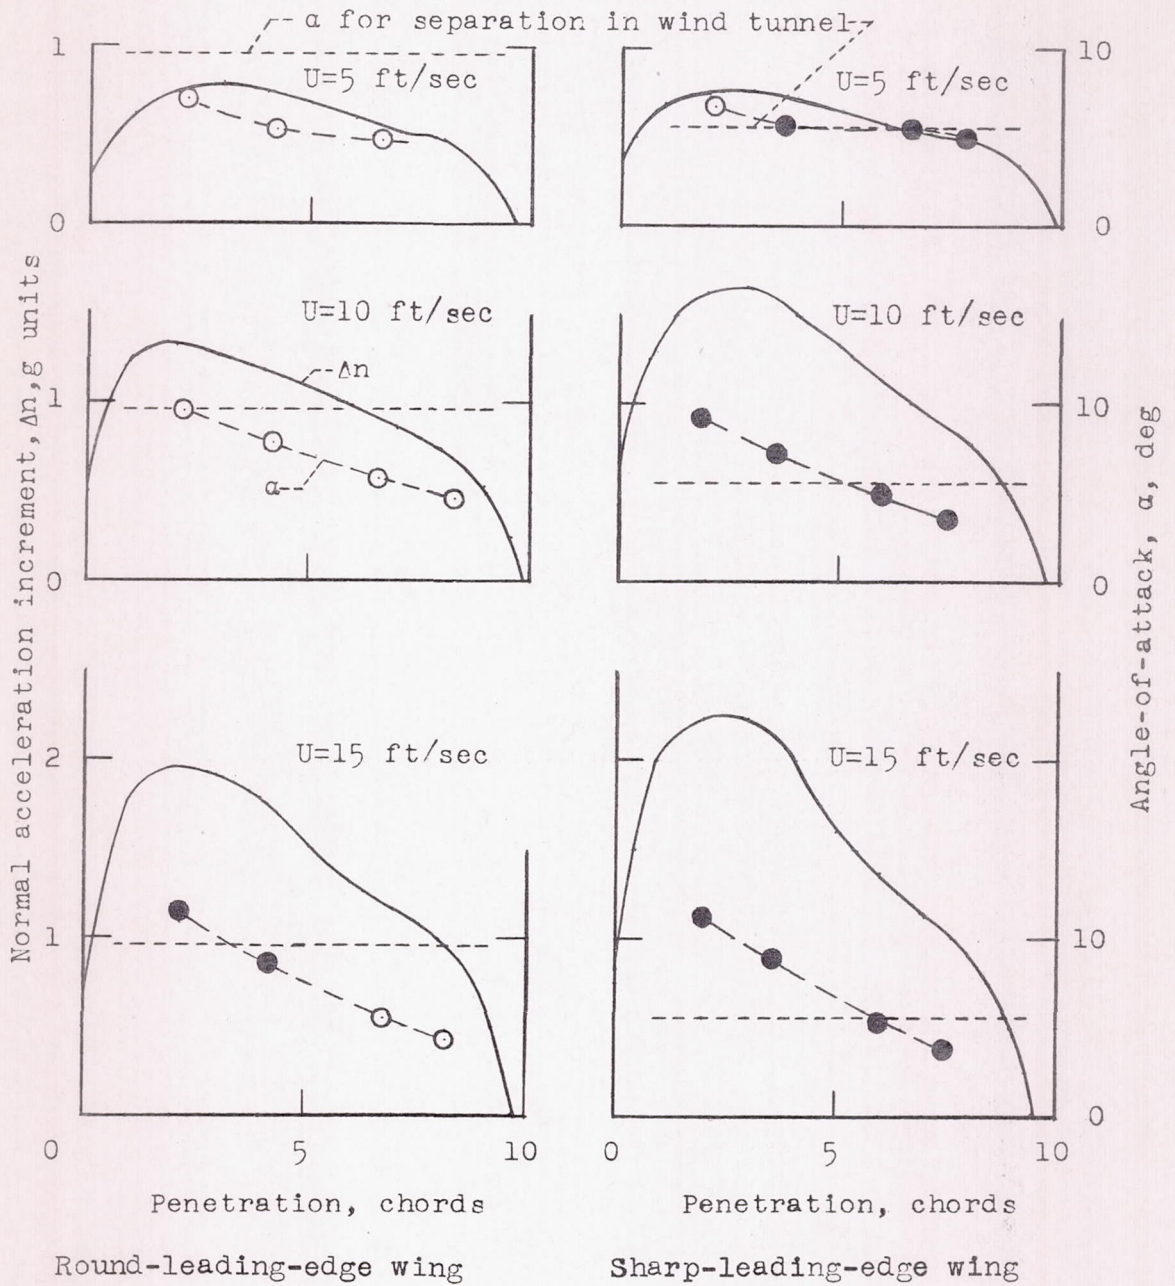 α for separation in wind tunnel
1
U=5 ft/sec
0
U=5 ft/sec
10
0
Normal acceleration increment, Δn, g units
U=10 ft/sec
Δn
1
α
0
U=10 ft/sec
10
0
Angle-of-attack, α, deg
2
U=15 ft/sec
1
U=15 ft/sec
10
0
0 5 10
0 5 10
Penetration, chords
Penetration, chords
Round-leading-edge wing
Sharp-leading-edge wing